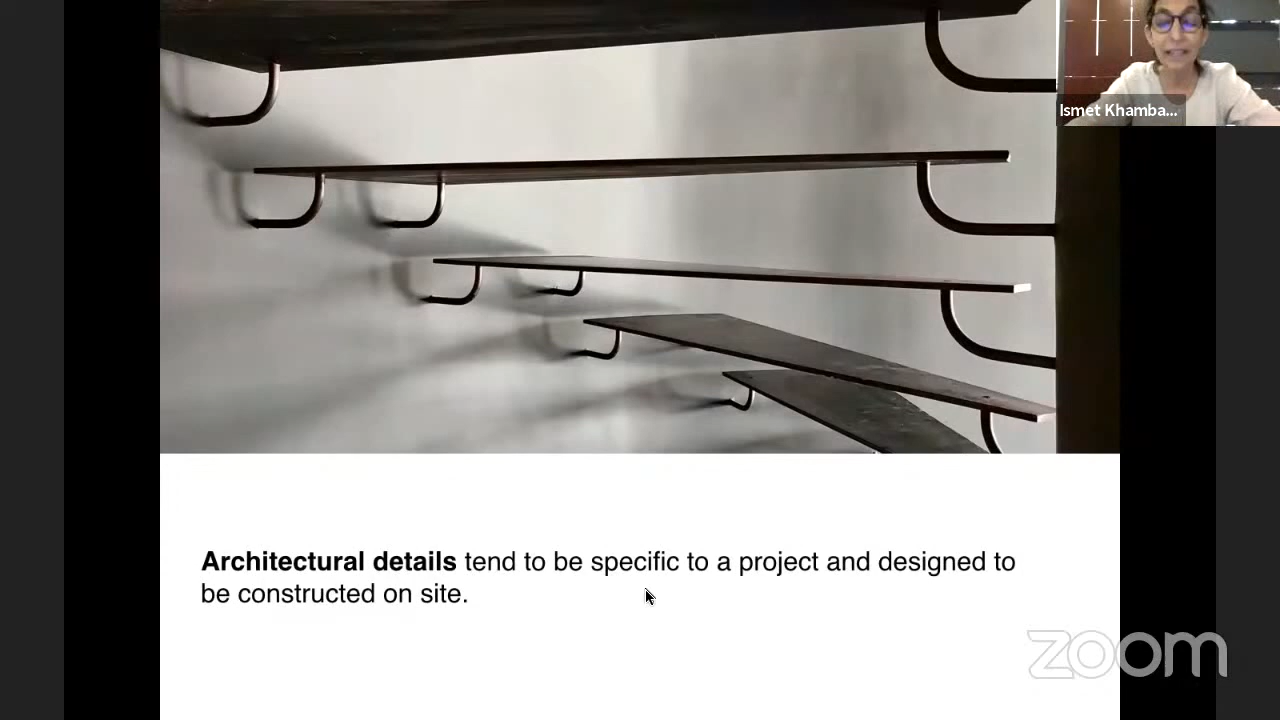 Ismet Khamba...
Architectural details tend to be specific to a project and designed to
be constructed on site.
zoom